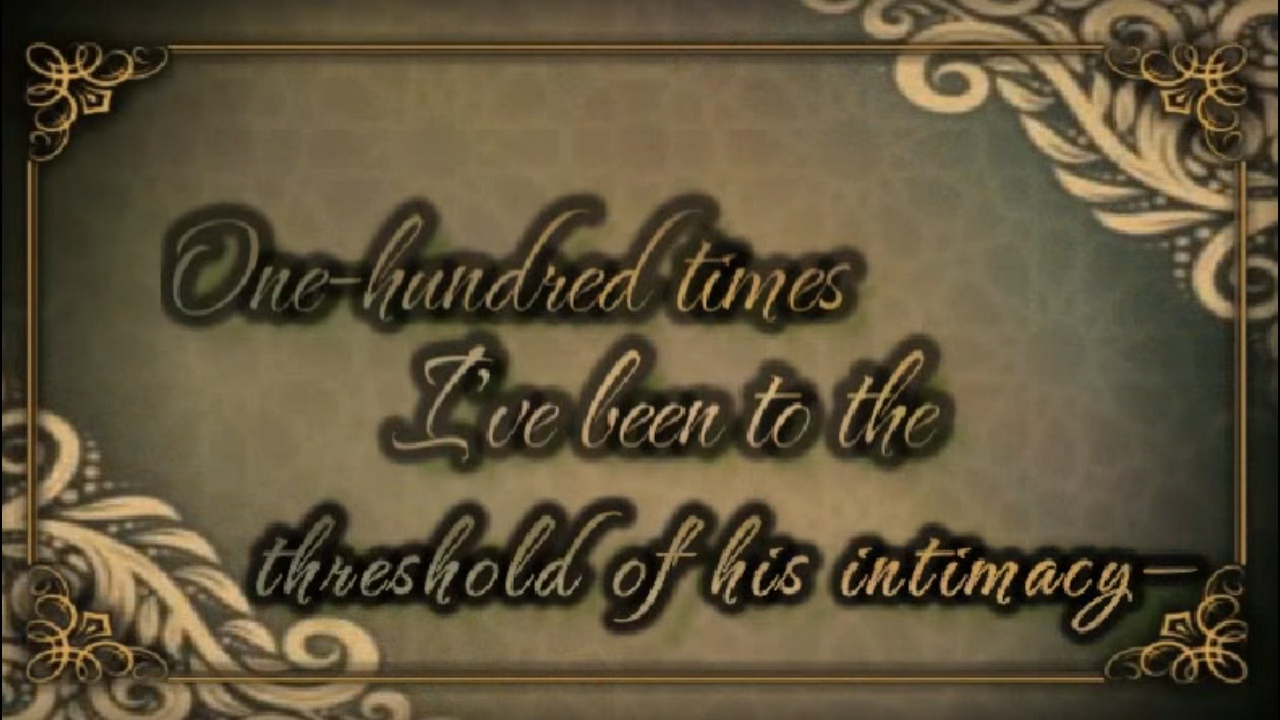 One-hundred times
I've been to the
threshold of his intimacy—